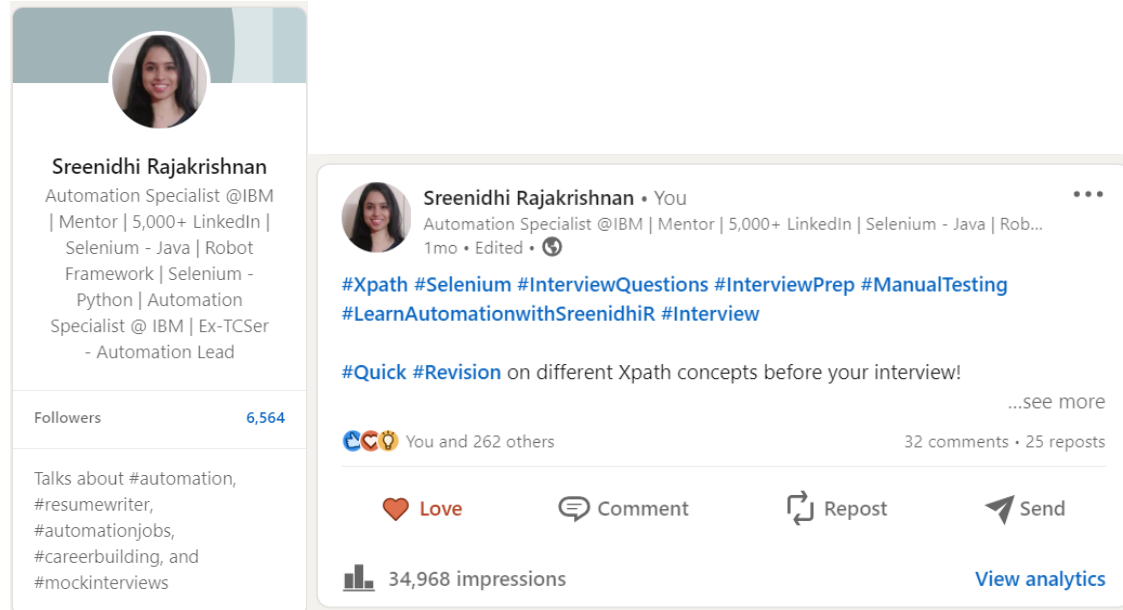 Sreenidhi Rajakrishnan
Automation Specialist @IBM
| Mentor | 5,000+ LinkedIn |
Selenium - Java | Robot
Framework | Selenium -
Python | Automation
Specialist @ IBM | Ex-TCSer
- Automation Lead
Followers 6,564
Talks about #automation,
#resumewriter,
#automationjobs,
#careerbuilding, and
#mockinterviews
Sreenidhi Rajakrishnan • You
Automation Specialist @IBM | Mentor | 5,000+ LinkedIn | Selenium - Java | Rob...
1mo • Edited •
#Xpath #Selenium #InterviewQuestions #InterviewPrep #ManualTesting
#LearnAutomationwithSreenidhiR #Interview
#Quick #Revision on different Xpath concepts before your interview!
...see more
You and 262 others 32 comments • 25 reposts
Love Comment Repost Send
34,968 impressions View analytics